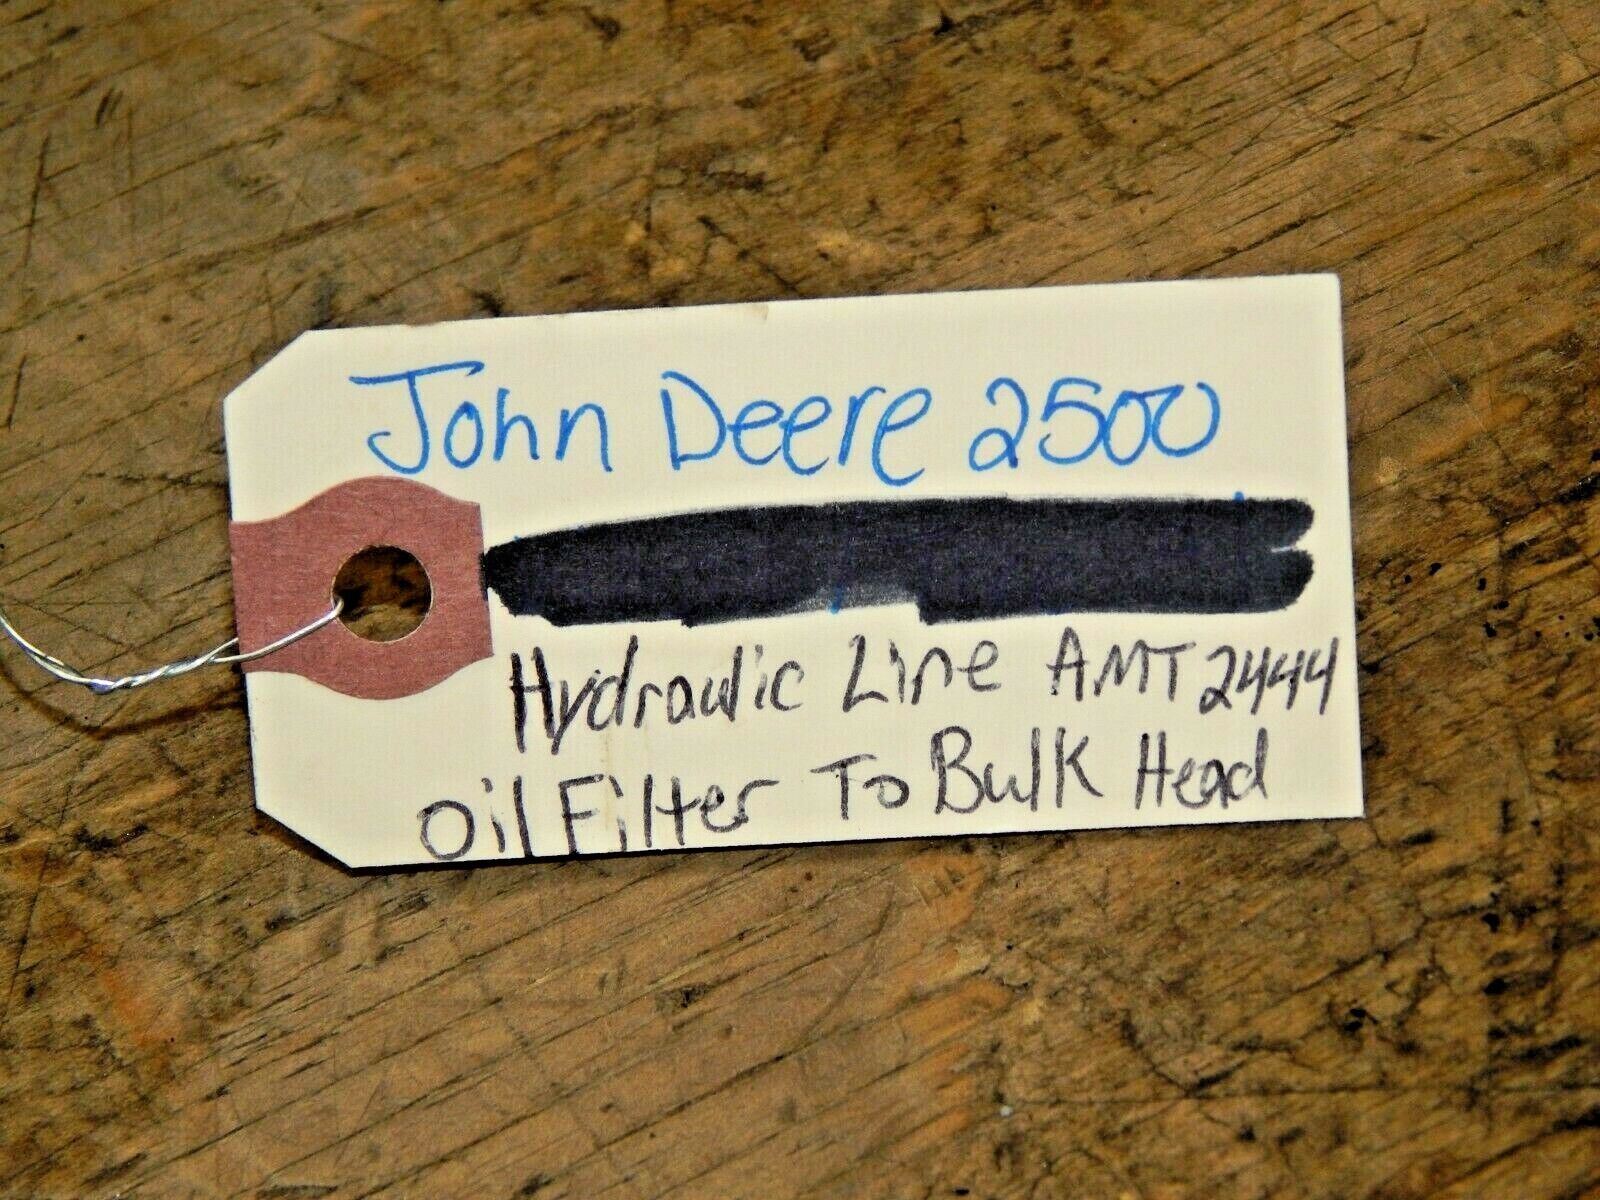 John Deere 2500
Hydraulic Line AMT2444
Oil Filter To Bulk Head